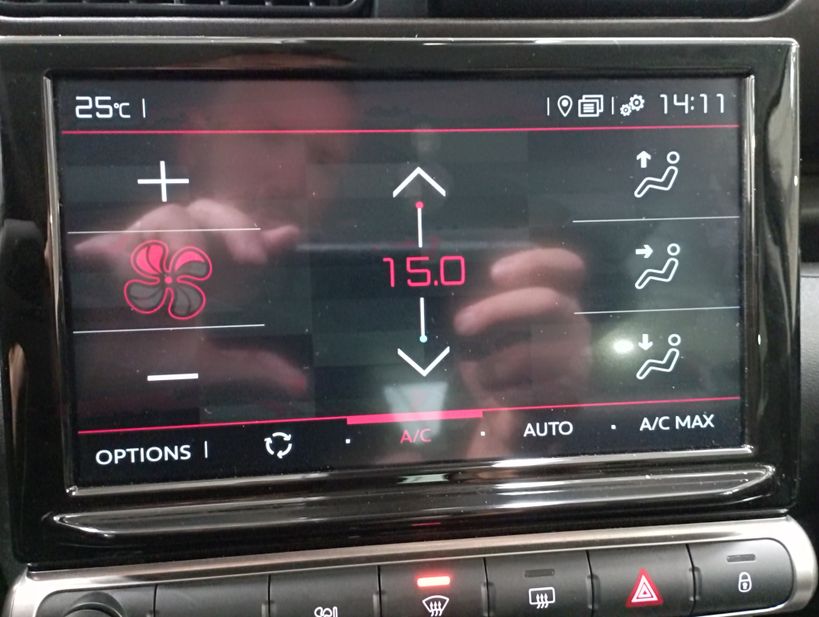 25°C
14:11
15.0
OPTIONS
A/C
AUTO
A/C MAX